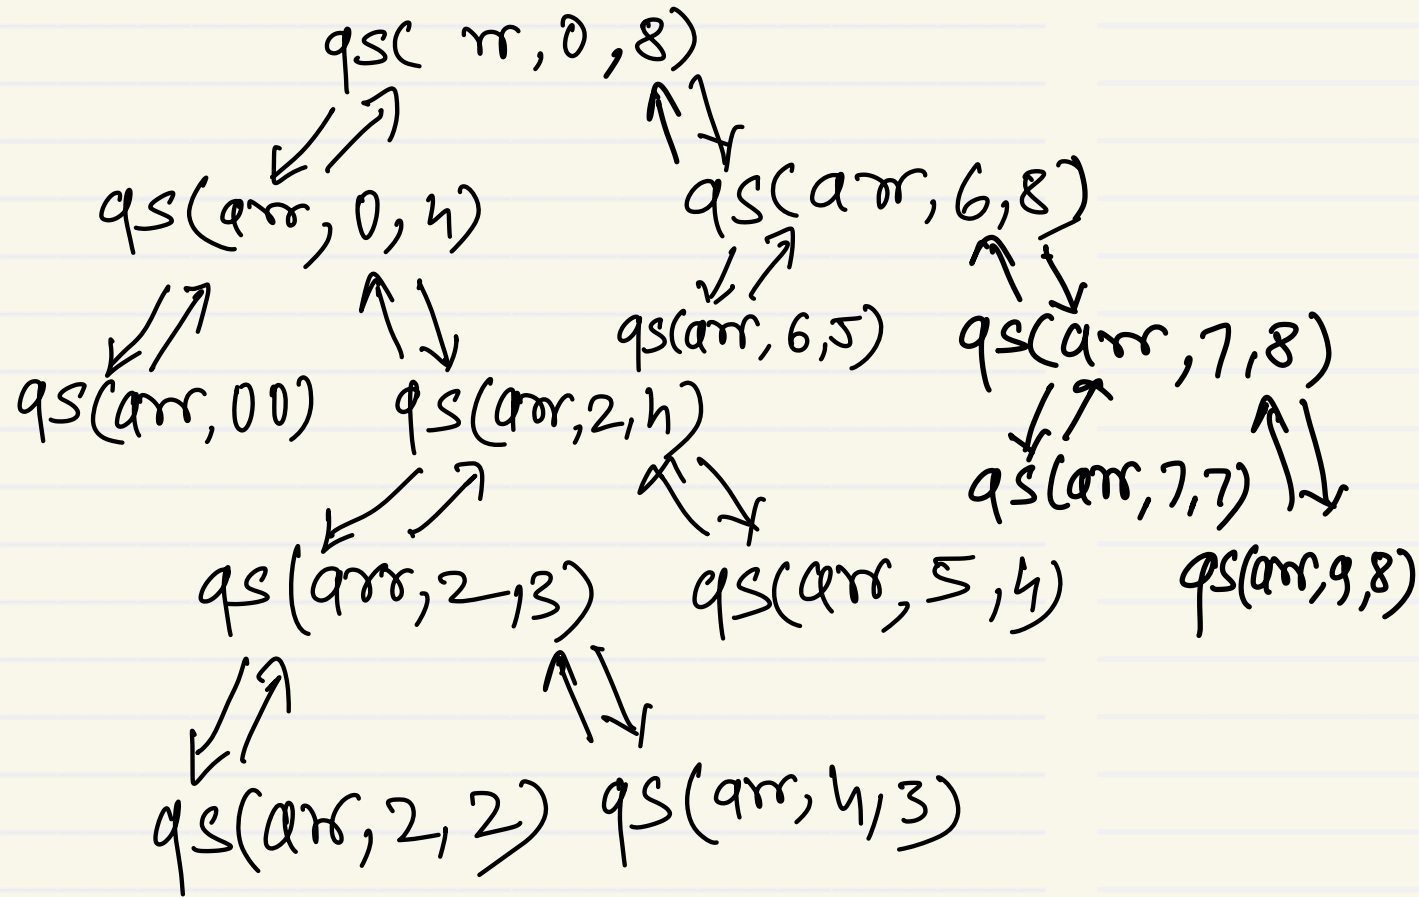 qs( rr, 0, 8)
qs(arr, 0, 4) qs(arr, 6, 8)
qs(arr, 6, 5) qs(arr, 7, 8)
qs(arr, 0 0) qs(arr, 2, 4)
qs(arr, 7, 7)
qs(arr, 2, 3) qs(arr, 5, 4) qs(arr, 9, 8)
qs(arr, 2, 2) qs(arr, 4, 3)